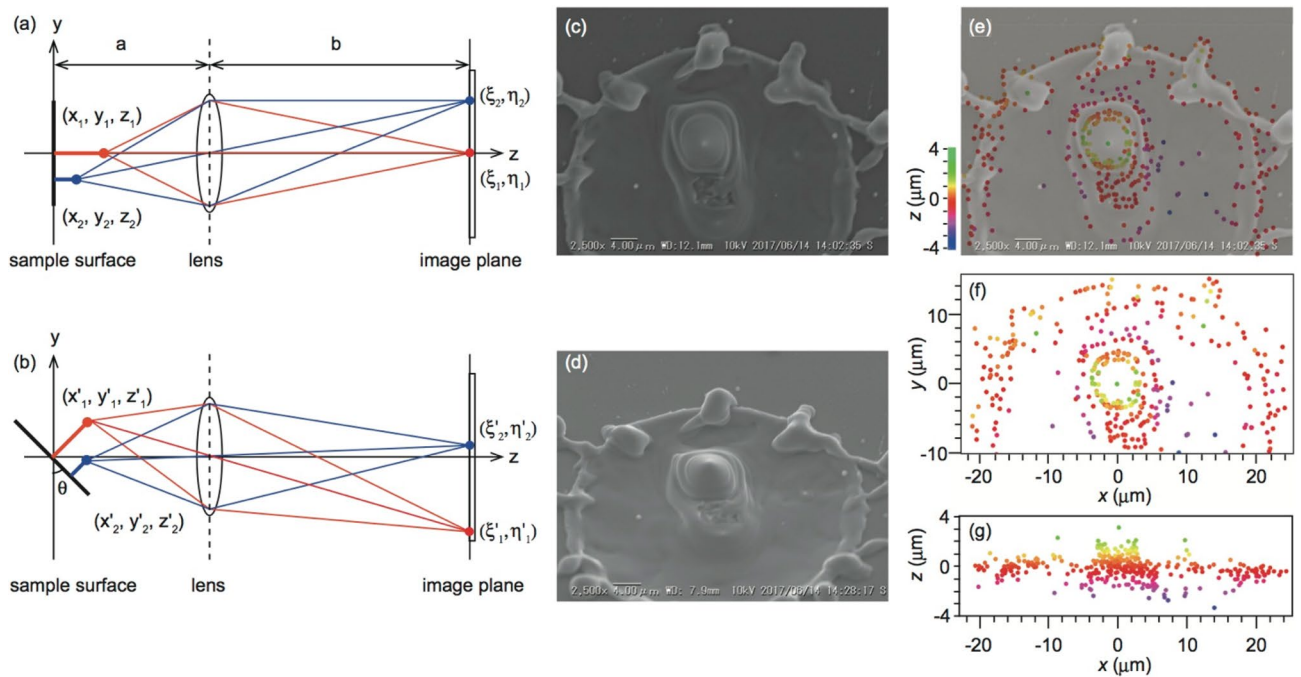 (a)
y
a
b
(x₁, y₁, z₁)
(ξ₂, η₂)
z
(ξ₁, η₁)
(x₂, y₂, z₂)
sample surface
lens
image plane
(b)
y
(x'₁, y'₁, z'₁)
(ξ'₂, η'₂)
z
θ
(x'₂, y'₂, z'₂)
(ξ'₁, η'₁)
sample surface
lens
image plane
(c)
2,500x 4.00μm WD:12.1mm 10kV 2017/06/14 14:02:35 S
(d)
2,500x 4.00μm WD: 7.9mm 10kV 2017/06/14 14:28:17 S
(e)
z (μm)
4
2
0
-2
-4
2,500x 4.00μm WD:12.1mm 10kV 2017/06/14 14:02:35 S
(f)
y (μm)
10
0
-10
-20 -10 0 10 20
x (μm)
(g)
z (μm)
4
0
4
-20 -10 0 10 20
x (μm)